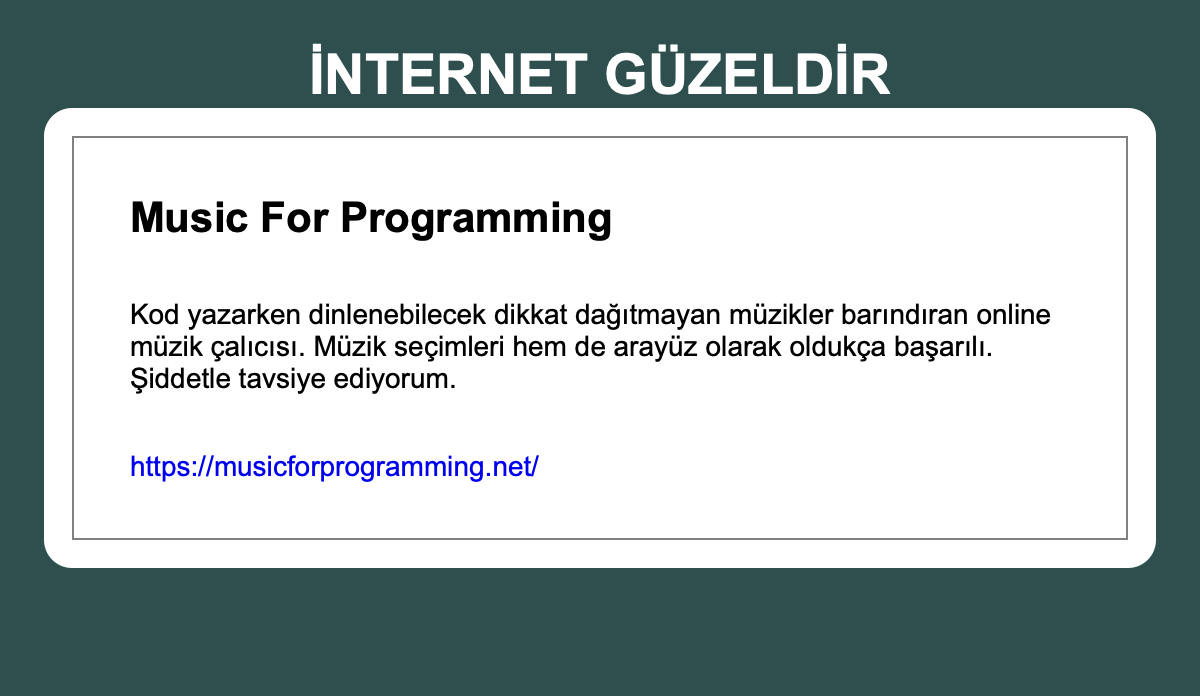 İNTERNET GÜZELDİR
Music For Programming
Kod yazarken dinlenebilecek dikkat dağıtmayan müzikler barındıran online
müzik çalıcısı. Müzik seçimleri hem de arayüz olarak oldukça başarılı.
Şiddetle tavsiye ediyorum.
https://musicforprogramming.net/